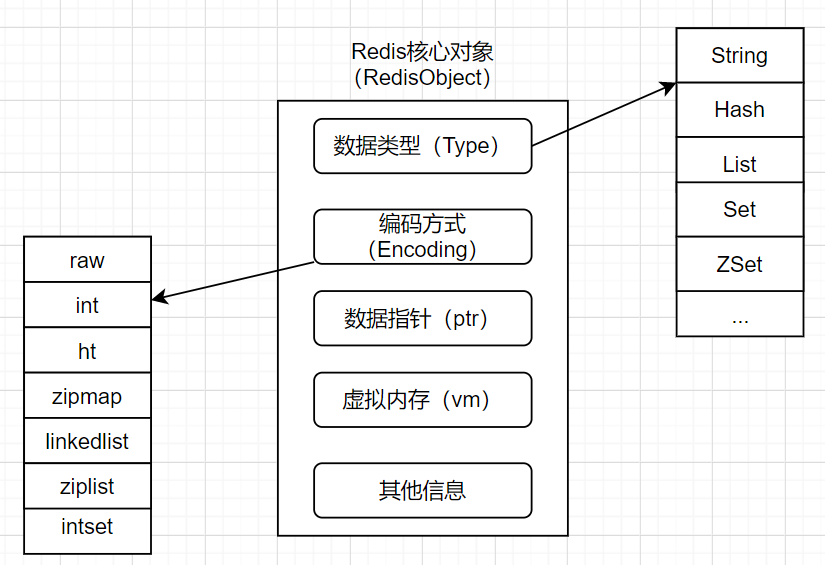 Redis核心对象
（RedisObject）
数据类型（Type）
编码方式
（Encoding）
数据指针（ptr）
虚拟内存（vm）
其他信息
String
Hash
List
Set
ZSet
...
raw
int
ht
zipmap
linkedlist
ziplist
intset